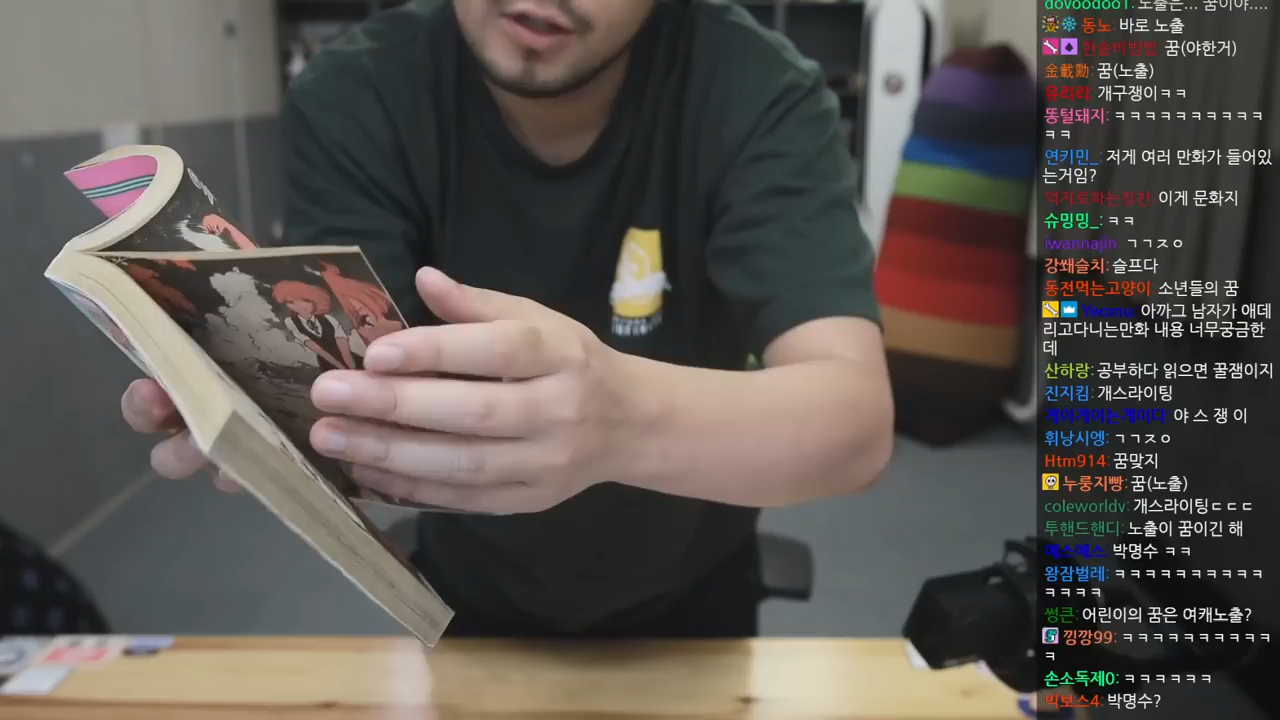 dovoodoo1: 노출은... 꿈이야....
동노: 바로 노출
한솥비빔밥: 꿈(야한거)
金載勳: 꿈(노출)
유리리: 개구쟁이ㅋㅋ
똥털돼지: ㅋㅋㅋㅋㅋㅋㅋㅋㅋㅋ
ㅋㅋ
연키민_: 저게 여러 만화가 들어있
는거임?
억지로하는칭찬: 이게 문화지
슈밍밍_: ㅋㅋ
iwannajin: ㄱㄱㅈㅇ
강쐐슬치: 슬프다
동전먹는고양이: 소년들의 꿈
Yeomu: 아까그 남자가 애데
리고다니는만화 내용 너무궁금한
데
산하랑: 공부하다 읽으면 꿀잼이지
진지킴: 개스라이팅
게이게이는게이다: 야 스 쟁 이
휘낭시엥: ㄱㄱㅈㅇ
Htm914: 꿈맞지
누룽지빵: 꿈(노출)
coleworldv: 개스라이팅ㄷㄷㄷ
투핸드핸디: 노출이 꿈이긴 해
에스에스: 박명수 ㅋㅋ
왕잠벌레: ㅋㅋㅋㅋㅋㅋㅋㅋㅋㅋ
ㅋㅋㅋㅋ
썽큰: 어린이의 꿈은 여캐노출?
낑깡99: ㅋㅋㅋㅋㅋㅋㅋㅋㅋㅋ
ㅋ
손소독제0: ㅋㅋㅋㅋㅋㅋ
빅보스4: 박명수?